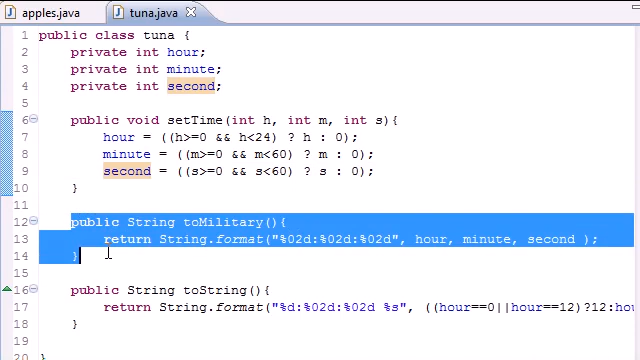 apples.java tuna.java
1 public class tuna {
2 private int hour;
3 private int minute;
4 private int second;
5
6 public void setTime(int h, int m, int s){
7 hour = ((h>=0 && h<24) ? h : 0);
8 minute = ((m>=0 && m<60) ? m : 0);
9 second = ((s>=0 && s<60) ? s : 0);
10 }
11
12 public String toMilitary(){
13 return String.format("%02d:%02d:%02d", hour, minute, second );
14 }
15
16 public String toString(){
17 return String.format("%d:%02d:%02d %s", ((hour==0||hour==12)?12:hou
18 }
19
20 }